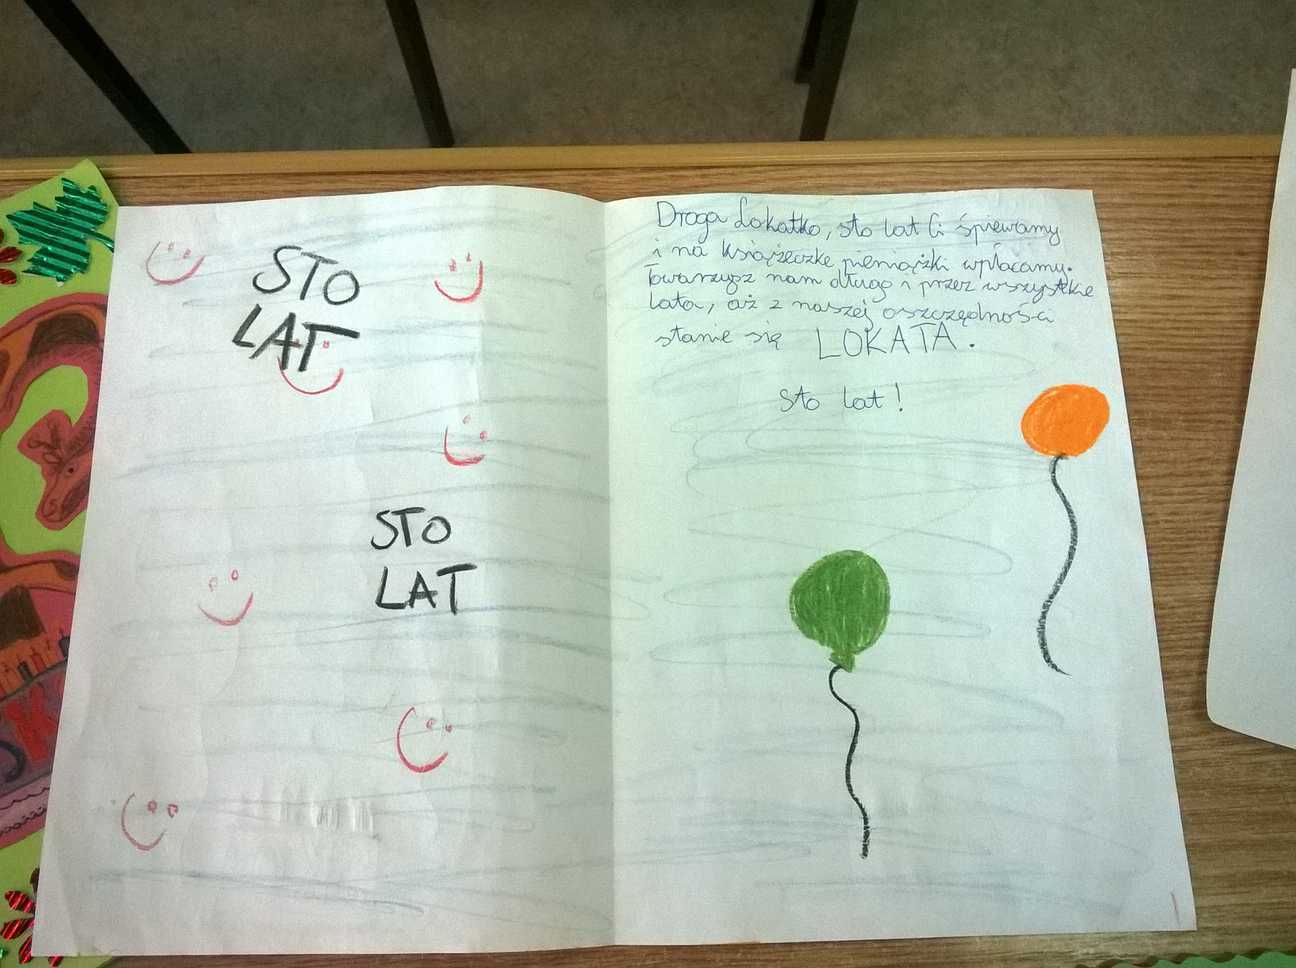 STO
LAT
STO
LAT
Droga Lokatko, sto lat Ci śpiewamy
i na książeczkę pieniążki wpłacamy.
Towarzysz nam długo i przez wszystkie
lata, aż z naszej oszczędności
stanie się LOKATA.
Sto lat!